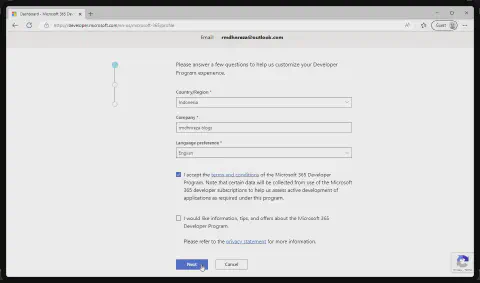 Dashboard - Microsoft 365 Dev
https://developer.microsoft.com/en-us/microsoft-365/profile
Guest
Email: rmdhereza@outlook.com
Please answer a few questions to help us customize your Developer
Program experience.
Country/Region *
Indonesia
Company *
rmdhreza blogs
Language preference *
English
I accept the terms and conditions of the Microsoft 365 Developer
Program. Note that certain data will be collected from use of the Microsoft
365 developer subscriptions to help us assess active development of
applications as required under this program.
I would like information, tips, and offers about the Microsoft 365
Developer Program.
Please refer to the privacy statement for more information.
Next
Cancel